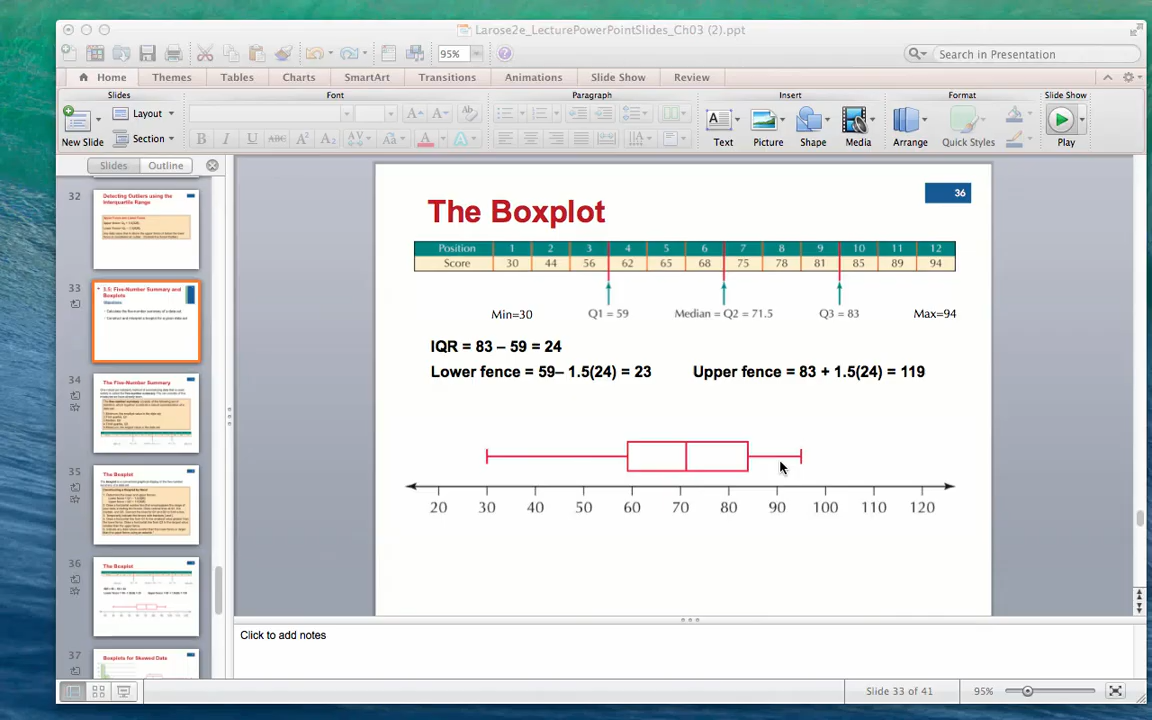 Larose2e_LecturePowerPointSlides_Ch03 (2).ppt
95%
Search in Presentation
Home Themes Tables Charts SmartArt Transitions Animations Slide Show Review
Slides Font Paragraph Insert Format Slide Show
New Slide Layout Section Text Picture Shape Media Arrange Quick Styles Play
Slides Outline
32
Detecting Outliers using the
Interquartile Range
33
3.5: Five-Number Summary and
Boxplots
34
The Five-Number Summary
35
The Boxplot
36
The Boxplot
37
Boxplots for Skewed Data
36
The Boxplot
Position 1 2 3 4 5 6 7 8 9 10 11 12
Score 30 44 56 62 65 68 75 78 81 85 89 94
Min=30 Q1 = 59 Median = Q2 = 71.5 Q3 = 83 Max=94
IQR = 83 – 59 = 24
Lower fence = 59– 1.5(24) = 23 Upper fence = 83 + 1.5(24) = 119
20 30 40 50 60 70 80 90 100 110 120
Click to add notes
Slide 33 of 41 95%